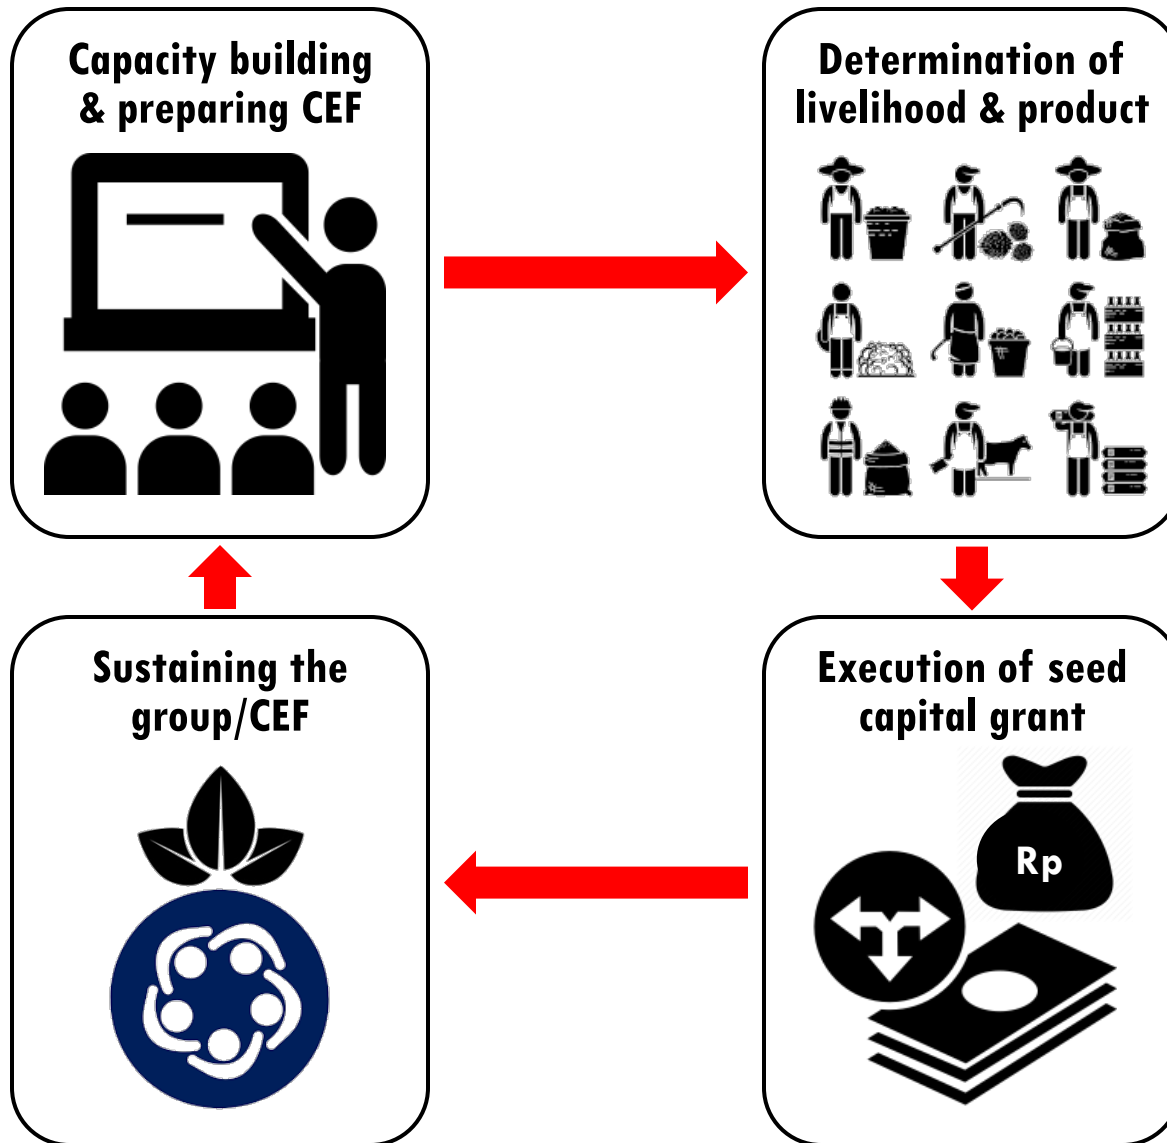 Capacity building
& preparing CEF
Determination of
livelihood & product
Sustaining the
group/CEF
Execution of seed
capital grant
Rp